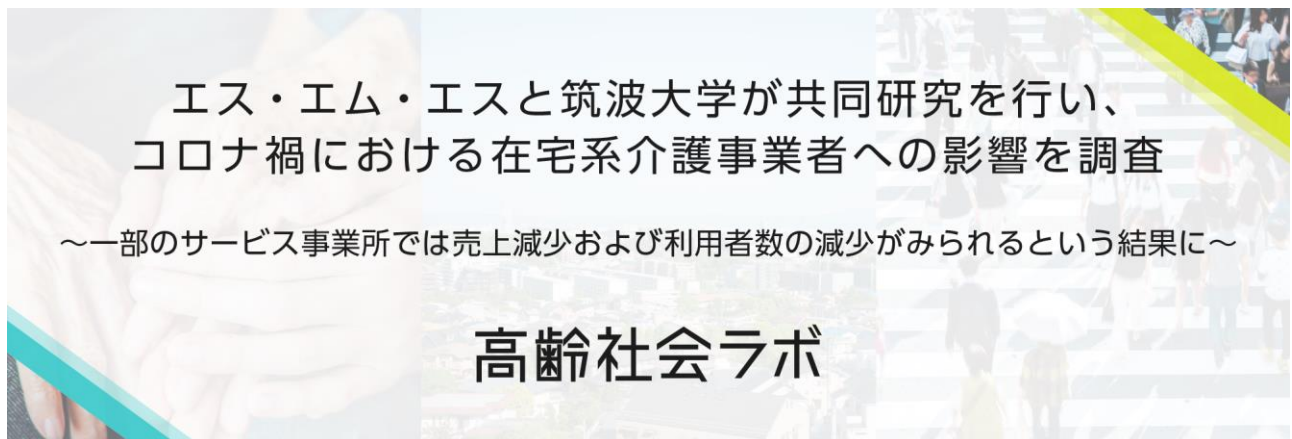 エス・エム・エスと筑波大学が共同研究を行い、
コロナ禍における在宅系介護事業者への影響を調査
～一部のサービス事業所では売上減少および利用者数の減少がみられるという結果に～
高齢社会ラボ